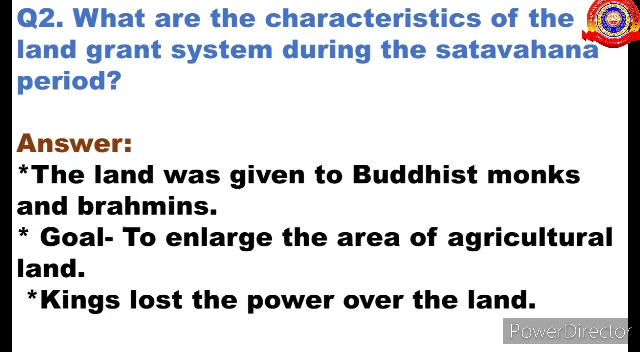 Q2. What are the characteristics of the
land grant system during the satavahana
period?
Answer:
*The land was given to Buddhist monks
and brahmins.
* Goal- To enlarge the area of agricultural
land.
*Kings lost the power over the land.
PowerDirector